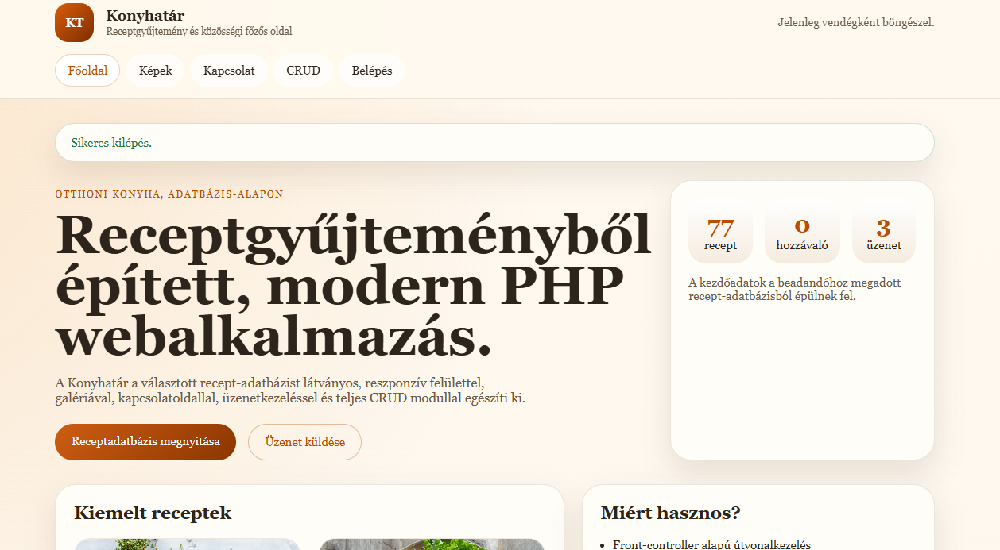 KT
Konyhatár
Receptgyűjtemény és közösségi főzős oldal
Jelenleg vendégként böngészel.
Főoldal
Képek
Kapcsolat
CRUD
Belépés
Sikeres kilépés.
OTTHONI KONYHA, ADATBÁZIS-ALAPON
Receptgyűjteményből
épített, modern PHP
webalkalmazás.
A Konyhatár a választott recept-adatbázist látványos, reszponzív felülettel,
galériával, kapcsolatoldallal, üzenetkezeléssel és teljes CRUD modullal egészíti ki.
Receptadatbázis megnyitása
Üzenet küldése
77
recept
0
hozzávaló
3
üzenet
A kezdőadatok a beadandóhoz megadott
recept-adatbázisból épülnek fel.
Kiemelt receptek
Miért hasznos?
Front-controller alapú útvonalkezelés